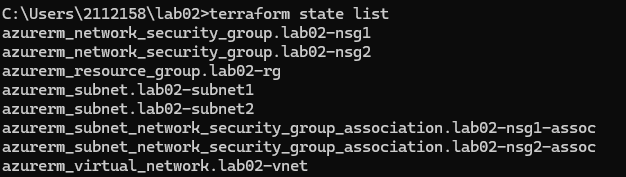 C:\Users\2112158\lab02>terraform state list
azurerm_network_security_group.lab02-nsg1
azurerm_network_security_group.lab02-nsg2
azurerm_resource_group.lab02-rg
azurerm_subnet.lab02-subnet1
azurerm_subnet.lab02-subnet2
azurerm_subnet_network_security_group_association.lab02-nsg1-assoc
azurerm_subnet_network_security_group_association.lab02-nsg2-assoc
azurerm_virtual_network.lab02-vnet